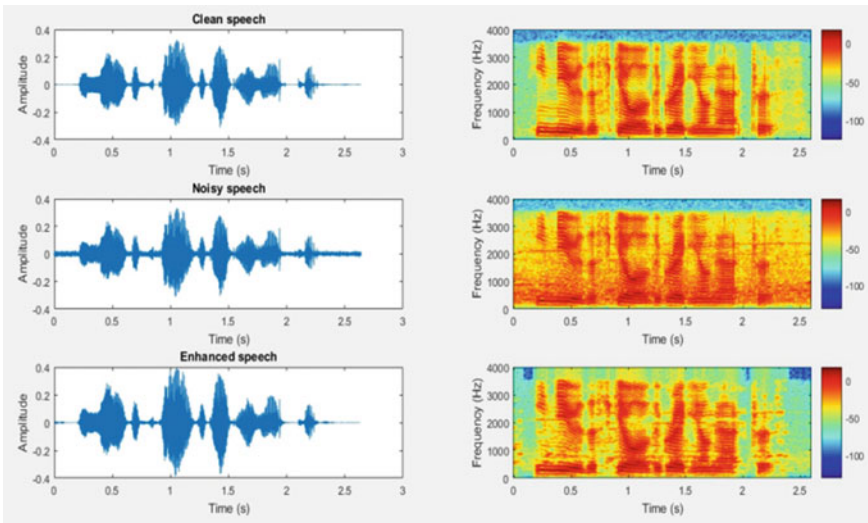 Clean speech
0.4
0.2
0
-0.2
-0.4
Amplitude
0 0.5 1 1.5 2 2.5 3
Time (s)
4000
3000
2000
1000
0
Frequency (Hz)
0 0.5 1 1.5 2 2.5
Time (s)
0
-50
-100
Noisy speech
0.4
0.2
0
-0.2
-0.4
Amplitude
0 0.5 1 1.5 2 2.5 3
Time (s)
4000
3000
2000
1000
0
Frequency (Hz)
0 0.5 1 1.5 2 2.5
Time (s)
0
-50
-100
Enhanced speech
0.4
0.2
0
-0.2
-0.4
Amplitude
0 0.5 1 1.5 2 2.5 3
Time (s)
4000
3000
2000
1000
0
Frequency (Hz)
0 0.5 1 1.5 2 2.5
Time (s)
0
-50
-100